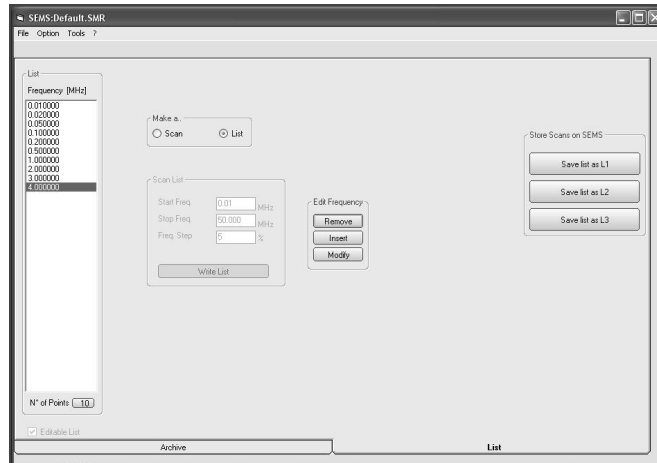 SEMS:Default.SMR
File Option Tools ?
List
Frequency [MHz]
0.010000
0.020000
0.050000
0.100000
0.200000
0.500000
1.000000
2.000000
3.000000
4.000000
N° of Points 10
Editable List
Make a..
Scan List
Scan List
Start Freq. 0.01 MHz
Stop Freq. 50.000 MHz
Freq. Step 5 %
Write List
Edit Frequency
Remove
Insert
Modify
Store Scans on SEMS
Save list as L1
Save list as L2
Save list as L3
Archive
List